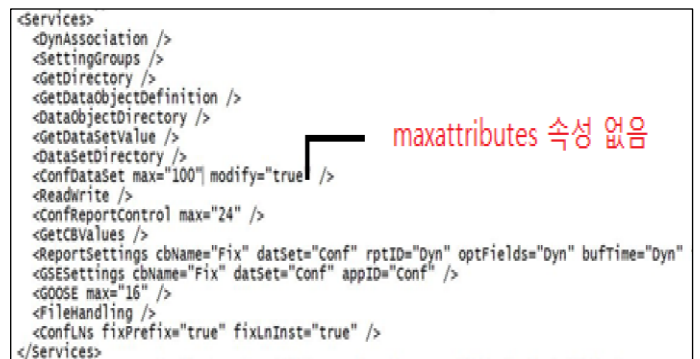 <Services>
<DynAssociation />
<SettingGroups />
<GetDirectory />
<GetDataObjectDefinition />
<DataObjectDirectory />
<GetDataSetValue />
<DataSetDirectory />
<ConfDataSet max="100" modify="true" />
<ReadWrite />
<ConfReportControl max="24" />
<GetCBValues />
<ReportSettings cbName="Fix" datSet="Conf" rptID="Dyn" optFields="Dyn" bufTime="Dyn"
<GSESettings cbName="Fix" datSet="Conf" appID="Conf" />
<GOOSE max="16" />
<FileHandling />
<ConfLNs fixPrefix="true" fixLnInst="true" />
</Services>
maxattributes 속성 없음